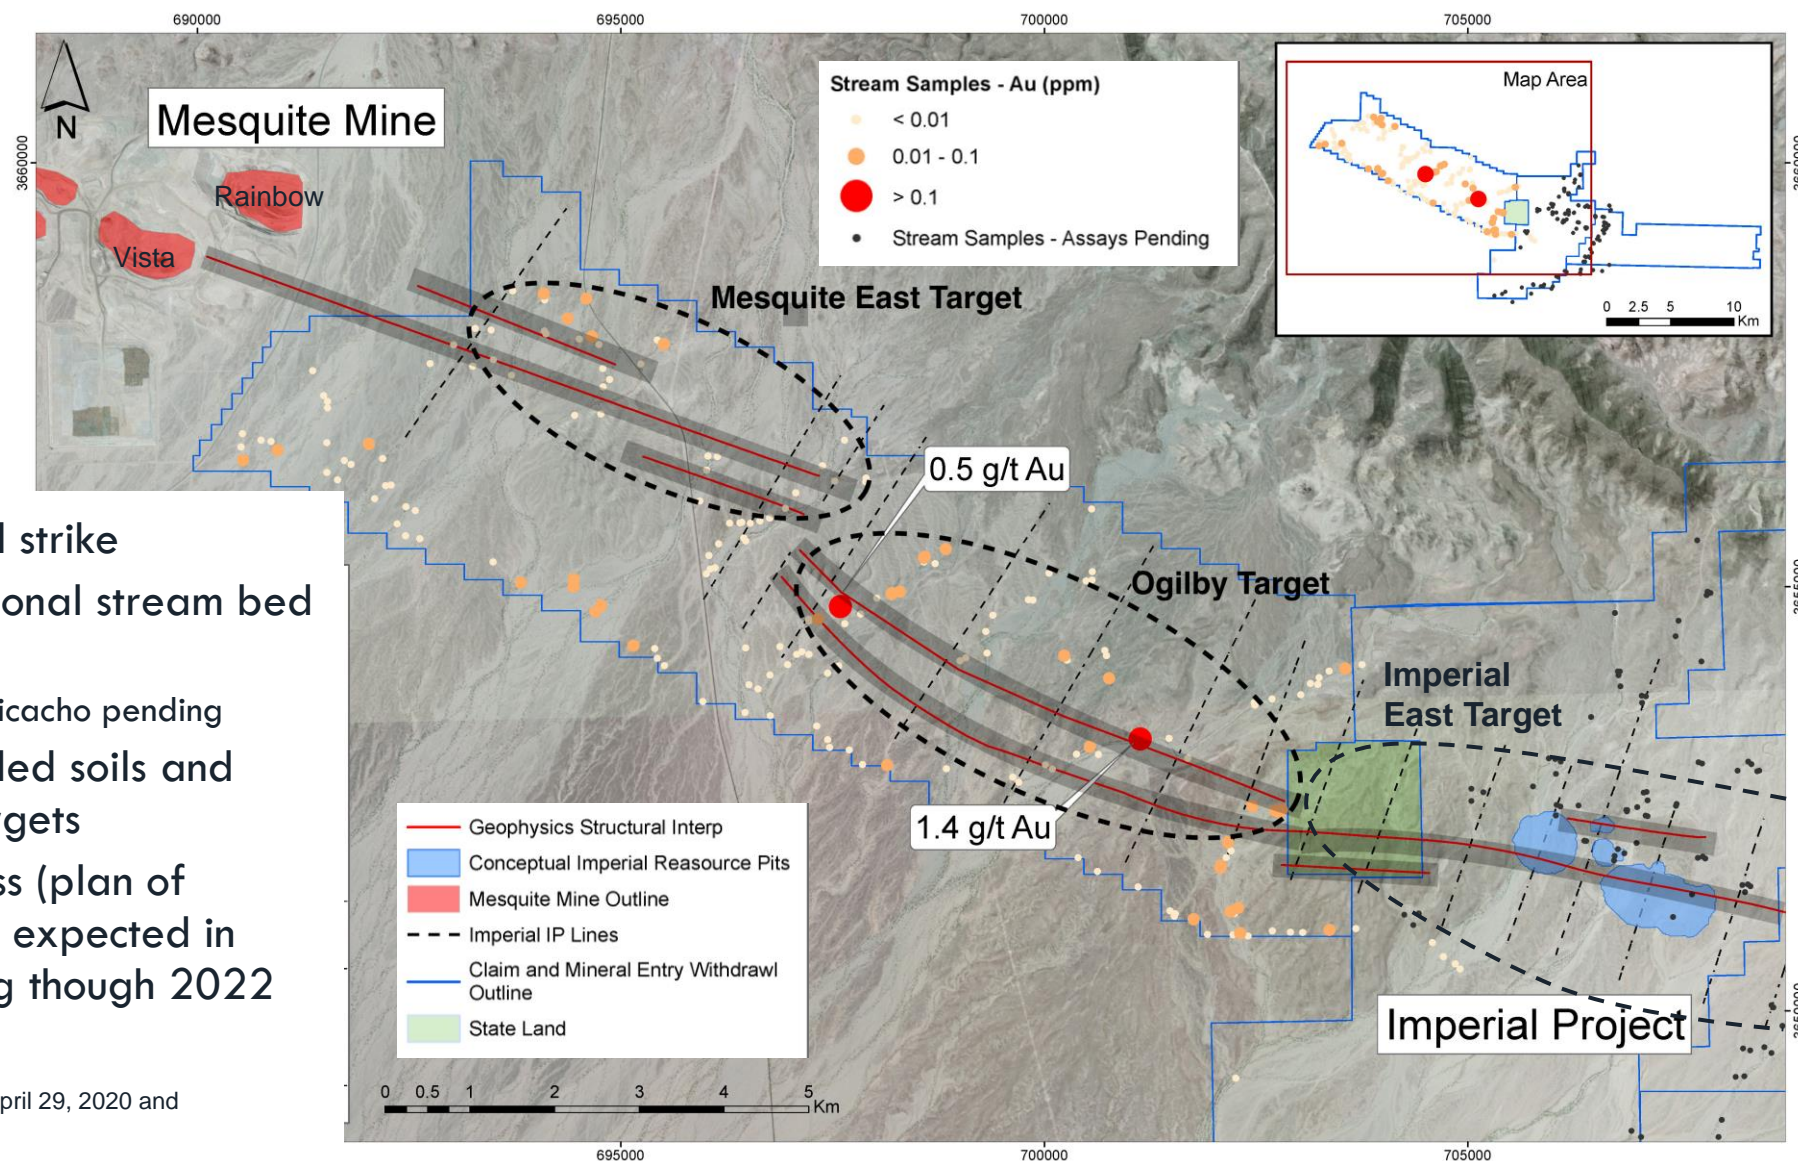 690000
695000
700000
705000
N
Mesquite Mine
Rainbow
Vista
3660000
Stream Samples - Au (ppm)
< 0.01
0.01 - 0.1
> 0.1
Stream Samples - Assays Pending
Map Area
0 2.5 5 10
Km
Mesquite East Target
0.5 g/t Au
Ogilby Target
Imperial
East Target
1.4 g/t Au
Imperial Project
strike
onal stream bed
icacho pending
led soils and
gets
ss (plan of
expected in
g though 2022
pril 29, 2020 and
Geophysics Structural Interp
Conceptual Imperial Reasource Pits
Mesquite Mine Outline
Imperial IP Lines
Claim and Mineral Entry Withdrawl
Outline
State Land
0 0.5 1 2 3 4 5
Km
695000
700000
705000